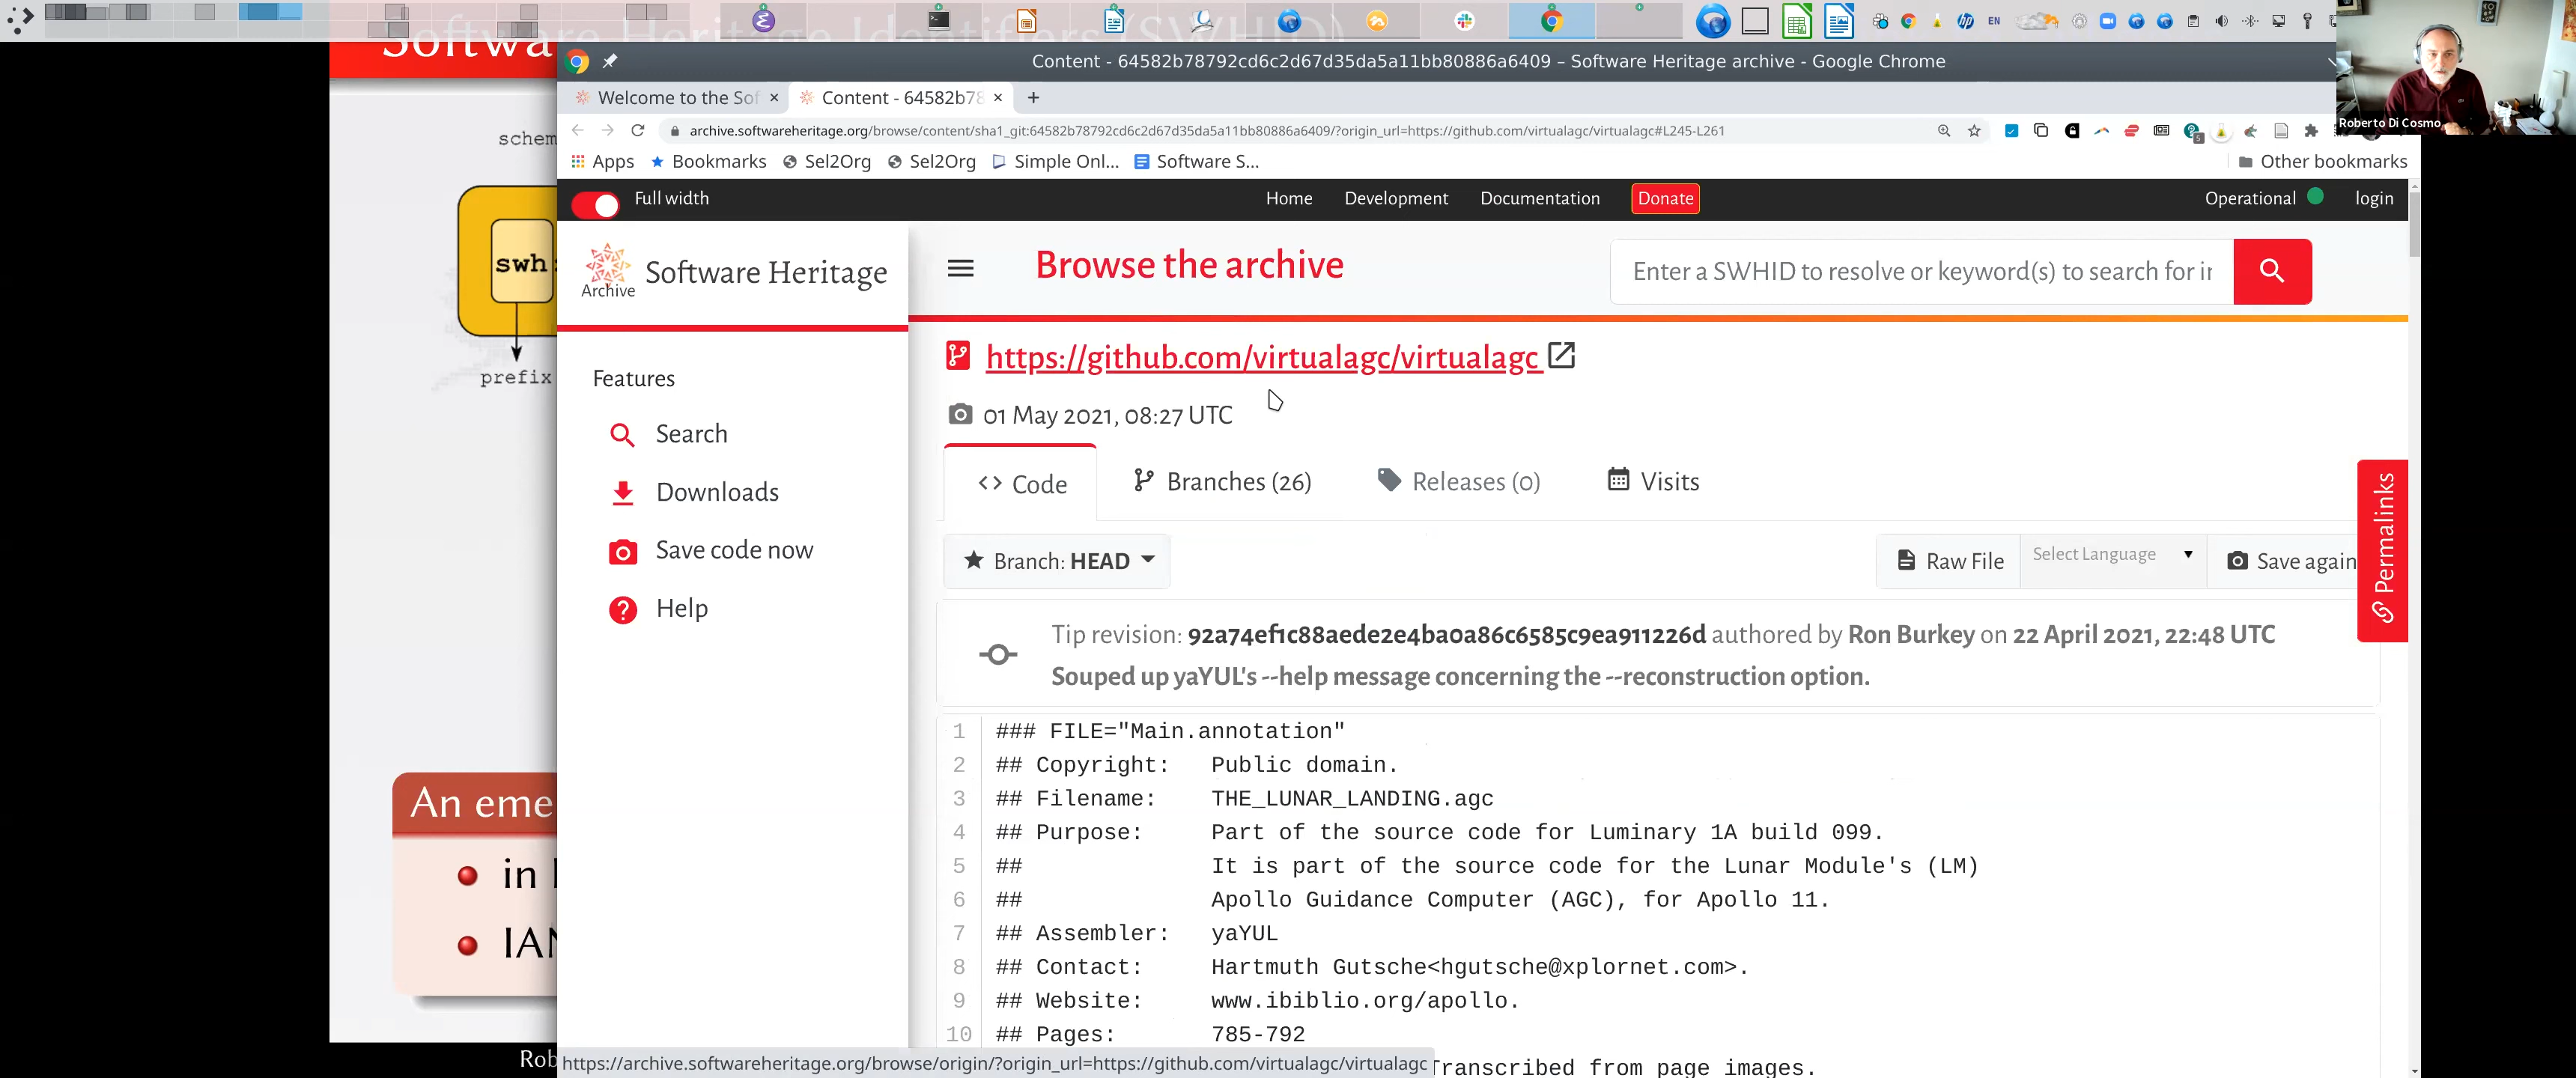 Software Heritage Identifiers (SWHID)
EN
Roberto Di Cosmo
Content - 64582b78792cd6c2d67d35da5a11bb80886a6409 – Software Heritage archive - Google Chrome
Welcome to the Sof
Content - 64582b78
archive.softwareheritage.org/browse/content/sha1_git:64582b78792cd6c2d67d35da5a11bb80886a6409/?origin_url=https://github.com/virtualagc/virtualagc#L245-L261
Apps Bookmarks Sel2Org Sel2Org Simple Onl... Software S... Other bookmarks
Full width Home Development Documentation Donate Operational login
schem
swh:
prefix
Archive Software Heritage
Browse the archive
Enter a SWHID to resolve or keyword(s) to search for ir
Features
Search
Downloads
Save code now
Help
https://github.com/virtualagc/virtualagc
01 May 2021, 08:27 UTC
Code Branches (26) Releases (0) Visits
Permalinks
Branch: HEAD Raw File Select Language Save again
Tip revision: 92a74ef1c88aede2e4ba0a86c6585c9ea911226d authored by Ron Burkey on 22 April 2021, 22:48 UTC
Souped up yaYUL's --help message concerning the --reconstruction option.
1 ### FILE="Main.annotation"
2 ## Copyright: Public domain.
3 ## Filename: THE_LUNAR_LANDING.agc
4 ## Purpose: Part of the source code for Luminary 1A build 099.
5 ## It is part of the source code for the Lunar Module's (LM)
6 ## Apollo Guidance Computer (AGC), for Apollo 11.
7 ## Assembler: yaYUL
8 ## Contact: Hartmuth Gutsche<hgutsche@xplornet.com>.
9 ## Website: www.ibiblio.org/apollo.
10 ## Pages: 785-792
Transcribed from page images.
An eme
in
IAN
Rob
https://archive.softwareheritage.org/browse/origin/?origin_url=https://github.com/virtualagc/virtualagc